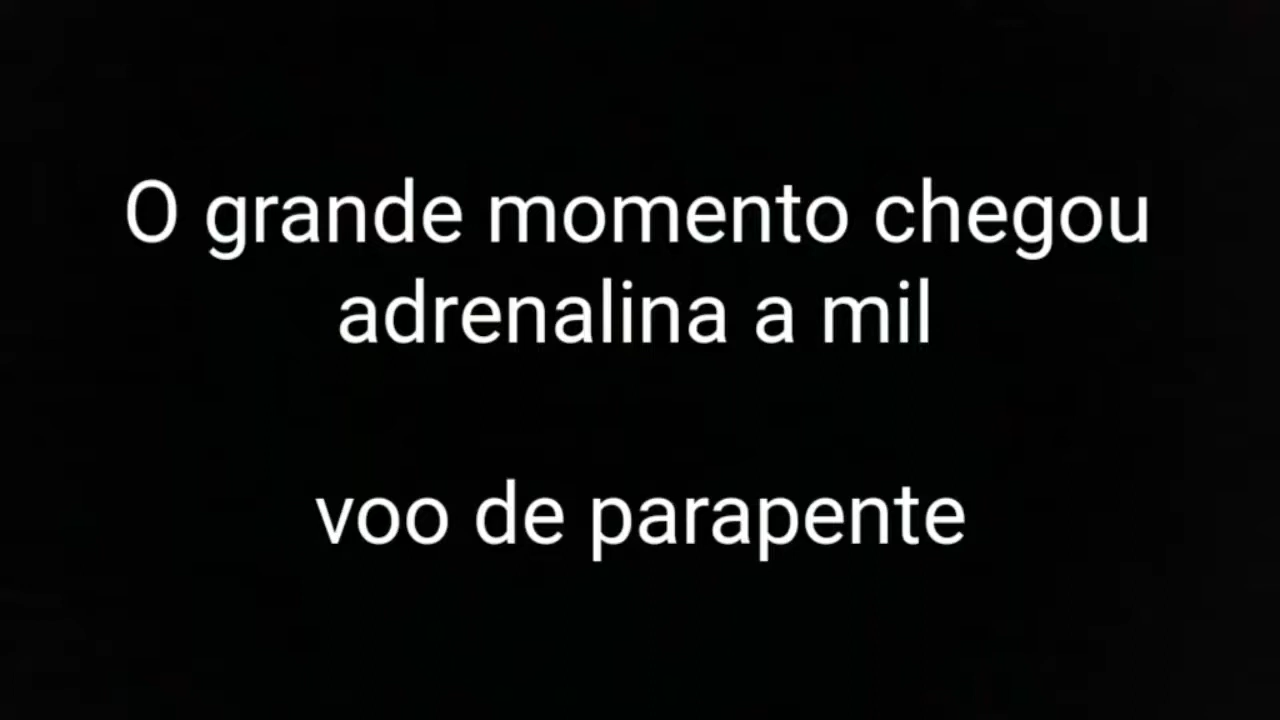 O grande momento chegou
adrenalina a mil
voo de parapente